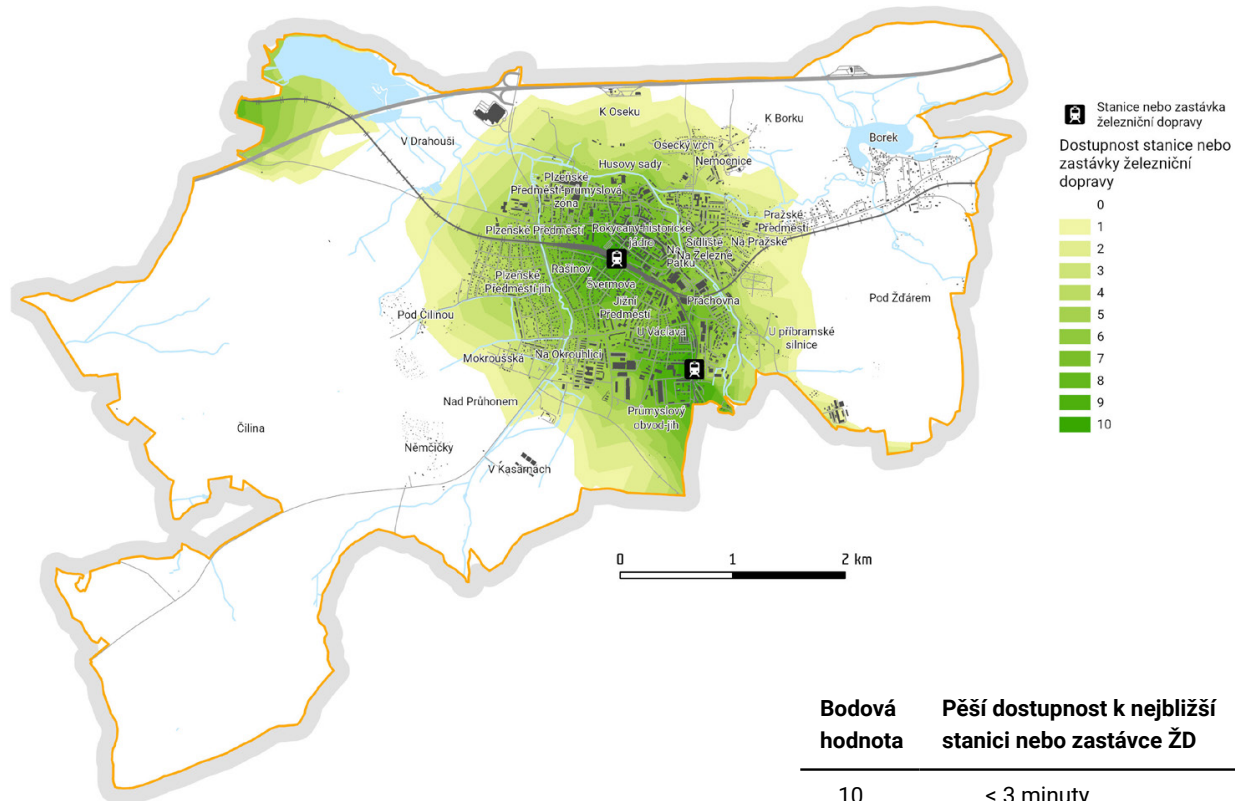 K Oseku
K Borku
V Drahouši
Osecký vrch
Borek
Nemocnice
Husovy sady
Plzeňské
Předměstí-průmyslová
zóna
Pražské
Předměstí
Plzeňské Předměstí
Rokycany-historické
jádro
Sídliště
Na Pražské
Na
Pátku
Na Železné
Rašínov
Plzeňské
Předměstí-jih
Švermova
Prachovna
Pod Žďárem
Jižní
Předměstí
Pod Čilinou
U Václava
U příbramské
silnice
Mokroušska
Na Okrouhlici
Nad Průhonem
Průmyslový
obvod-jih
Čilina
Němčičky
V Kasárnách
0 1 2 km
Stanice nebo zastávka
železniční dopravy
Dostupnost stanice nebo
zastávky železniční
dopravy
0
1
2
3
4
5
6
7
8
9
10
Bodová Pěší dostupnost k nejbližší
hodnota stanici nebo zastávce ŽD
10 < 3 minuty